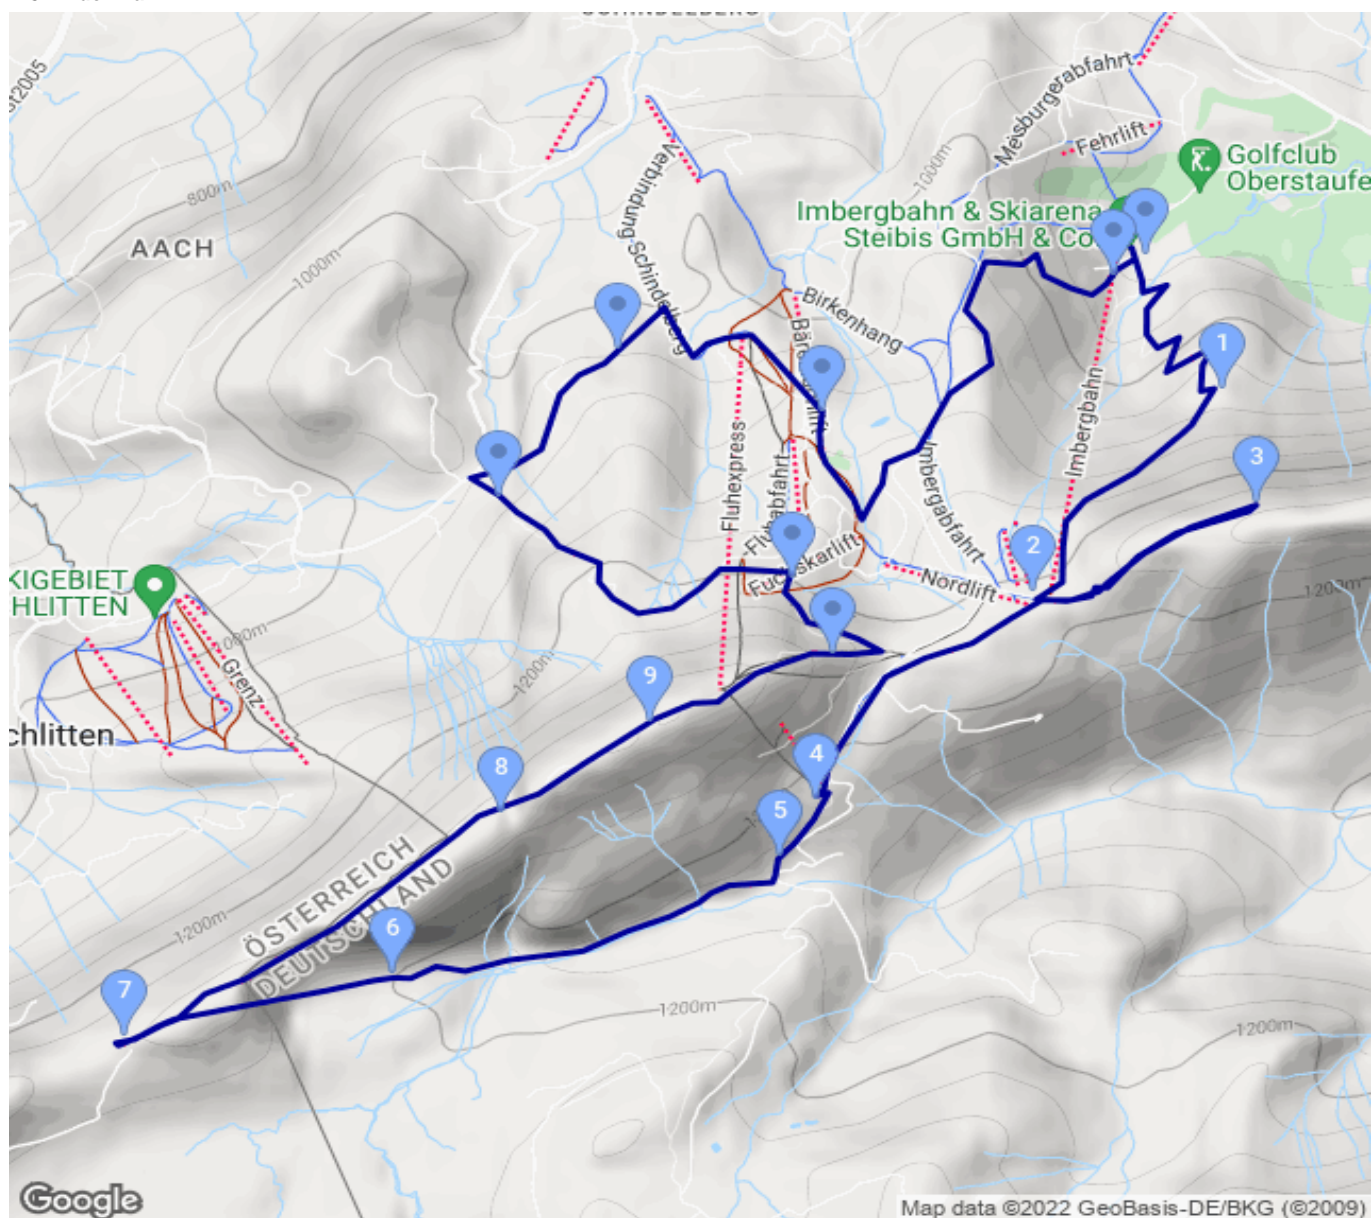 Meisburgerabfahrt
Fehrlift
Golfclub
Oberstaufe
800m
1000m
AACH
1000m
Verbindung Schindelberg
Imbergbahn & Skiarena
Steibis GmbH & Co
Birkenhang
1
Imbergbahn
3
Fluhexpress
Imbergabfahrt
Fuchskarlift
2
Nordlift
KIGEBIET
HLITTEN
1000m
Grenz
1200m
1200m
chlitten
9
4
8
5
ÖSTERREICH
DEUTSCHLAND
6
1200m
7
1200m
1200m
Google
Map data ©2022 GeoBasis-DE/BKG (©2009)